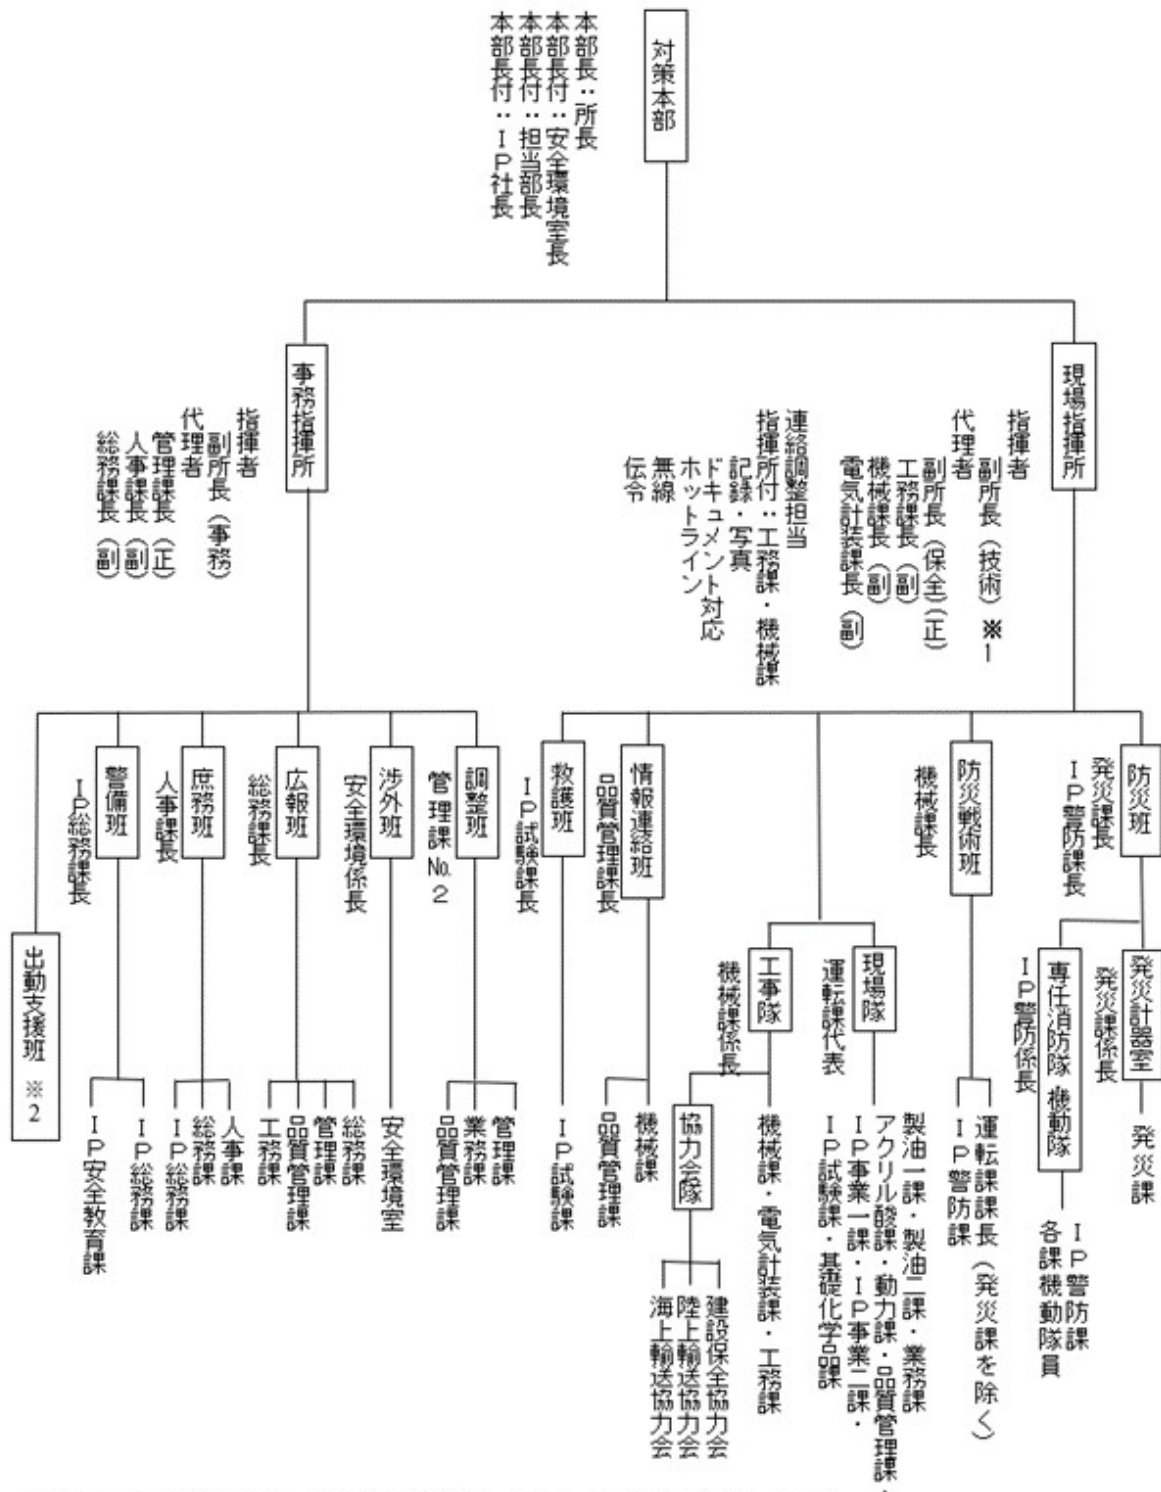 対策本部
本部長：所長
本部長付：安全環境室長
本部長付：担当部長
本部長付：ＩＰ社長
現場指揮所
指揮者
副所長（技術）※1
代理者
副所長（保全）（正）
工務課長（副）
機械課長（副）
電気計装課長（副）
連絡調整担当
指揮所付：工務課・機械課
記録・写真
ドキュメント対応
ホットライン
無線
伝令
事務指揮所
指揮者
副所長（事務）
代理者
管理課長（正）
人事課長（副）
総務課長（副）
防災班
発災課長
ＩＰ警防課長
発災計器室
発災課係長
発災課
専任消防隊 機動隊
ＩＰ警防係長
ＩＰ警防課
各課機動隊員
防災戦術班
機械課長
運転課課長（発災課を除く）
ＩＰ警防課
現場隊
運転課代表
製油一課・製油二課・業務課
アクリル酸課・動力課・品質管理課・
ＩＰ事業一課・ＩＰ事業二課・
ＩＰ試験課・基礎化学品課
工事隊
機械課係長
機械課・電気計装課・工務課
協力会隊
建設保全協力会
陸上輸送協力会
海上輸送協力会
情報連絡班
品質管理課長
機械課
品質管理課
救護班
ＩＰ試験課長
ＩＰ試験課
調整班
管理課№2
管理課
業務課
品質管理課
渉外班
安全環境係長
安全環境室
広報班
総務課長
総務課
管理課
品質管理課
工務課
庶務班
人事課長
人事課
総務課
ＩＰ総務課
警備班
ＩＰ総務課長
ＩＰ総務課
ＩＰ安全教育課
出動支援班 ※2